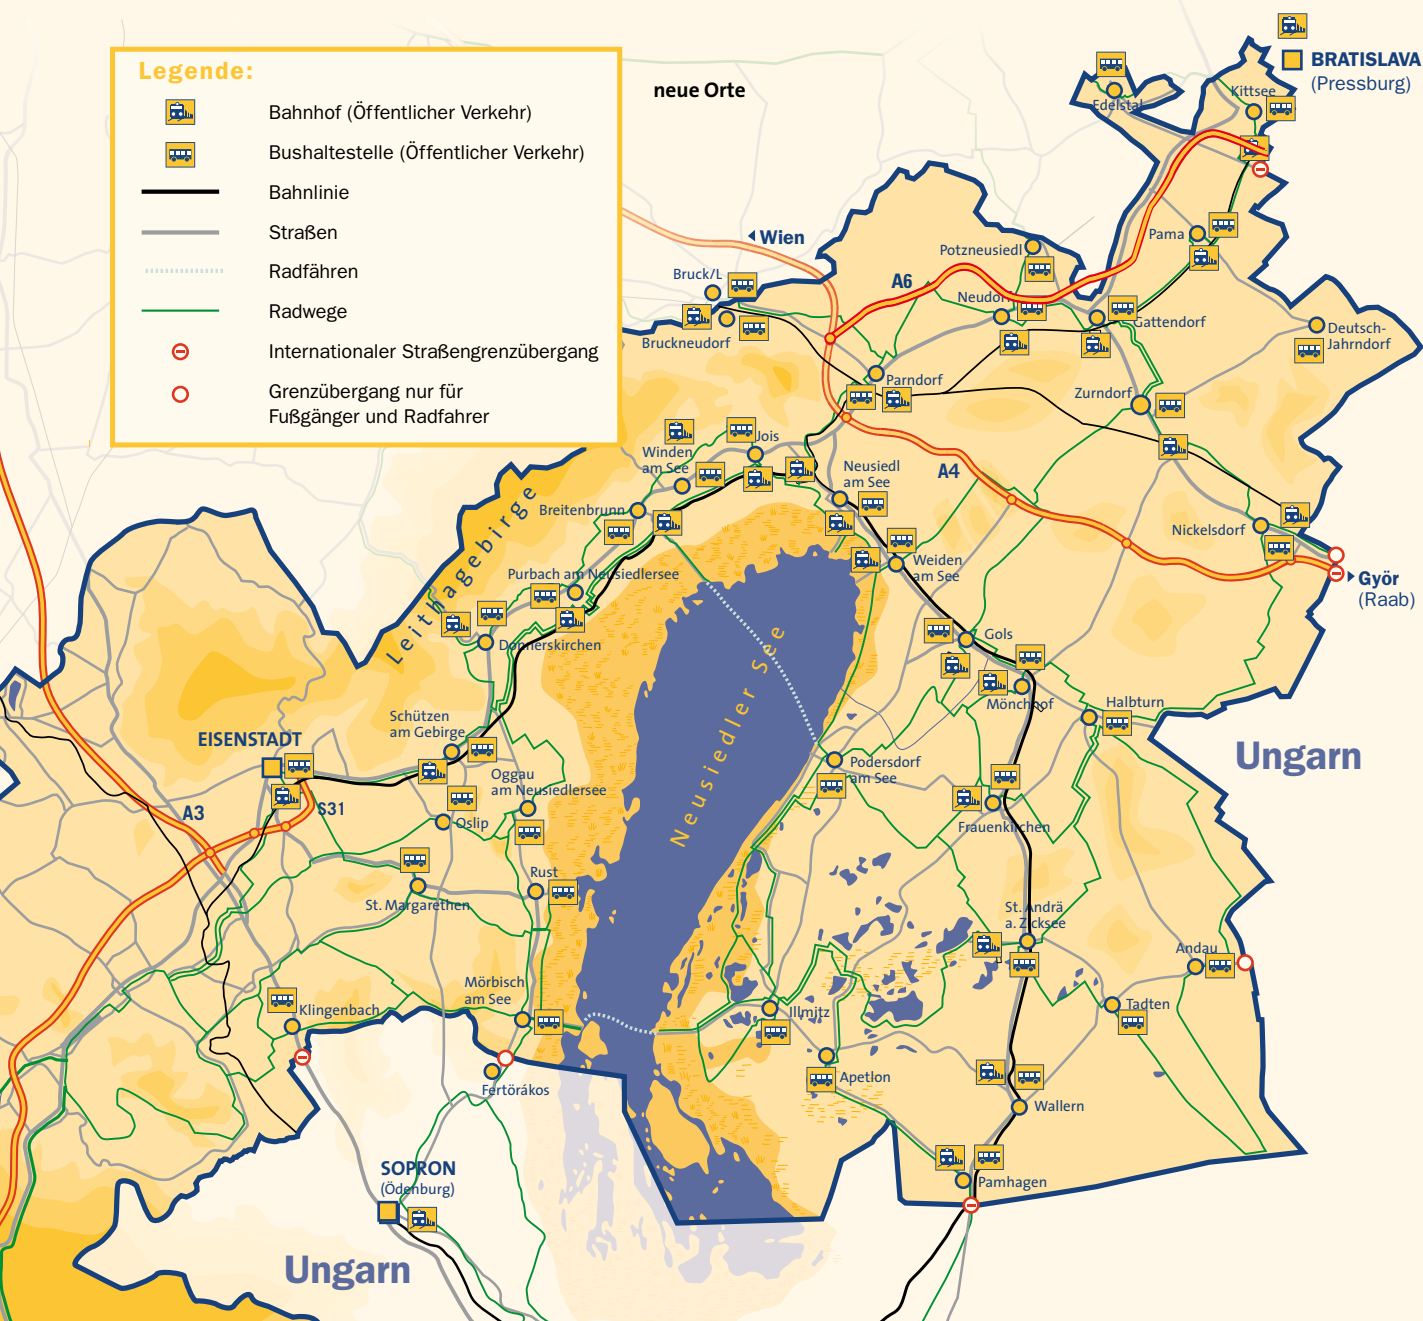 Legende:
Bahnhof (Öffentlicher Verkehr)
Bushaltestelle (Öffentlicher Verkehr)
Bahnlinie
Straßen
Radfähren
Radwege
Internationaler Straßengrenzübergang
Grenzübergang nur für
Fußgänger und Radfahrer
neue Orte
BRATISLAVA
(Pressburg)
Kittsee
Edelstal
Wien
Pama
Potzneusiedl
Bruck/L
A6
Neudorf
Gattendorf
Deutsch-
Jahrndorf
Bruckneudorf
Parndorf
Zurndorf
Jois
Winden
am See
Neusiedl
am See
A4
Breitenbrunn
Nickelsdorf
Weiden
am See
Györ
(Raab)
Purbach am Neusiedlersee
Leithagebirge
Donnerskirchen
Gols
Mönchhof
Halbturn
Schützen
am Gebirge
EISENSTADT
Ungarn
Neusiedler See
Podersdorf
am See
Oggau
am Neusiedlersee
A3
S31
Oslip
Frauenkirchen
Rust
St. Margarethen
St. Andrä
a. Zicksee
Andau
Mörbisch
am See
Klingenbach
Illmitz
Tadten
Apetlon
Fertörákos
Wallern
SOPRON
(Ödenburg)
Pamhagen
Ungarn